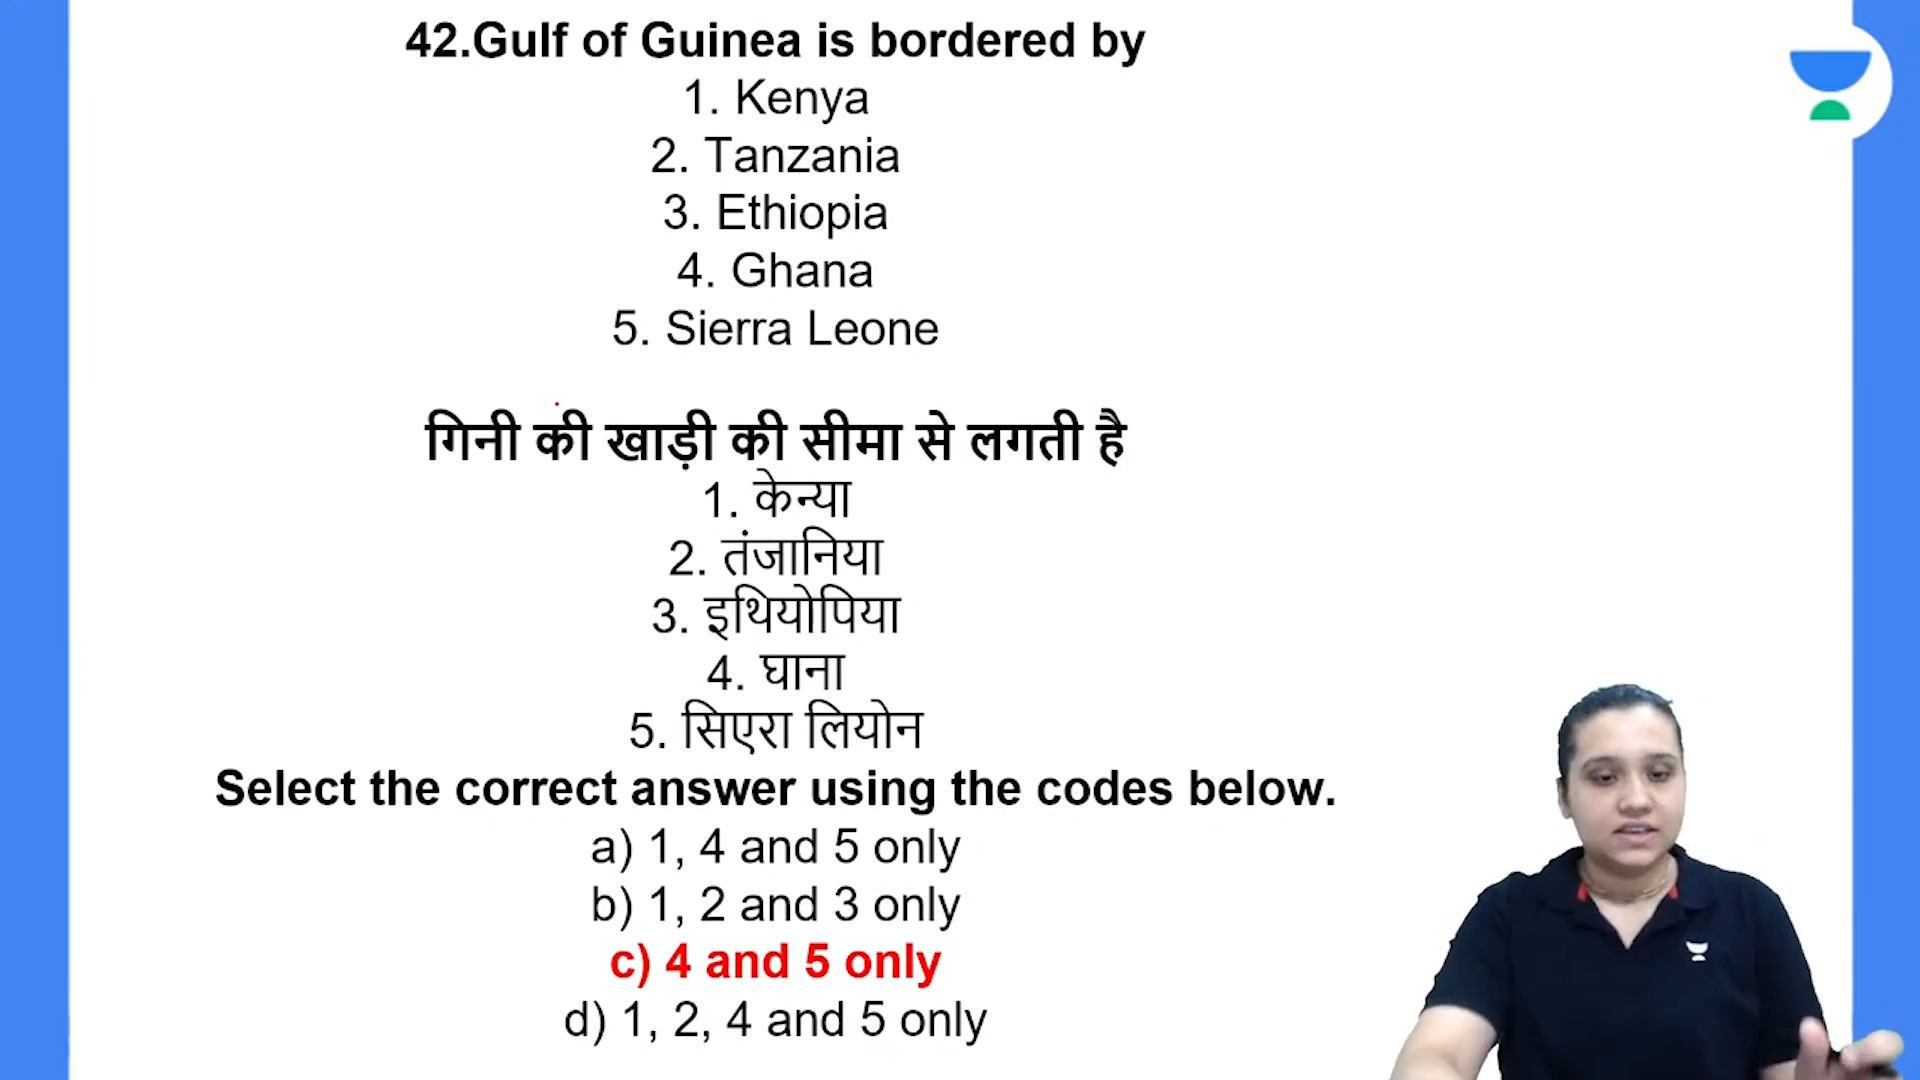 42.Gulf of Guinea is bordered by
1. Kenya
2. Tanzania
3. Ethiopia
4. Ghana
5. Sierra Leone
गिनी की खाड़ी की सीमा से लगती है
1. केन्या
2. तंजानिया
3. इथियोपिया
4. घाना
5. सिएरा लियोन
Select the correct answer using the codes below.
a) 1, 4 and 5 only
b) 1, 2 and 3 only
c) 4 and 5 only
d) 1, 2, 4 and 5 only